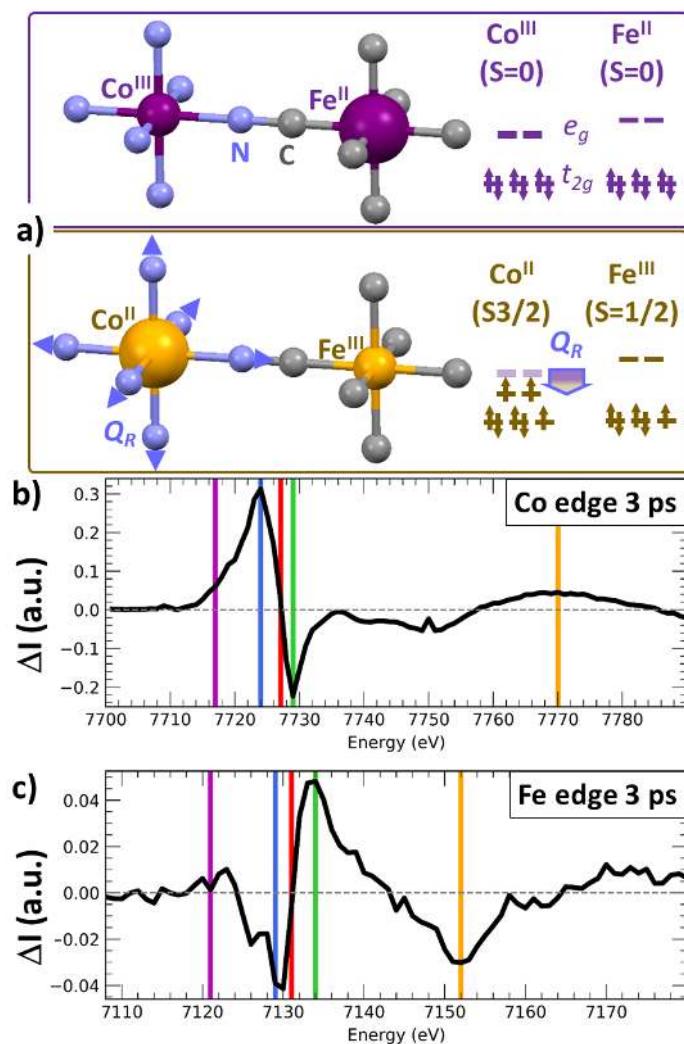 Co^III Fe^II
(S=0) (S=0)
Co^III
Fe^II
e_g
N C
t_2g
a)
Co^II Fe^III
(S3/2) (S=1/2)
Co^II
Fe^III
Q_R
Q_R
b)
Co edge 3 ps
ΔI (a.u.)
0.3
0.2
0.1
0.0
−0.1
−0.2
7700 7710 7720 7730 7740 7750 7760 7770 7780
Energy (eV)
c)
Fe edge 3 ps
ΔI (a.u.)
0.04
0.02
0.00
−0.02
−0.04
7110 7120 7130 7140 7150 7160 7170
Energy (eV)